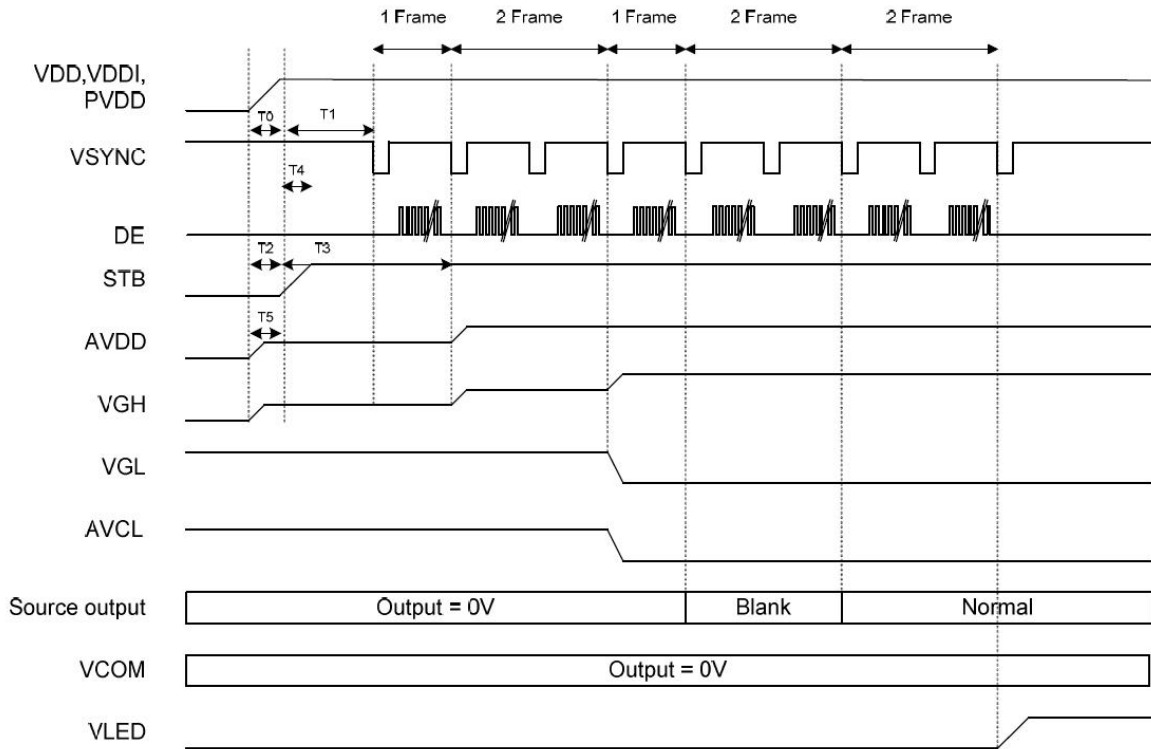 1 Frame 2 Frame 1 Frame 2 Frame 2 Frame
VDD,VDDI,
PVDD
T0 T1
VSYNC
T4
DE
T2 T3
STB
T5
AVDD
VGH
VGL
AVCL
Source output Output = 0V Blank Normal
VCOM Output = 0V
VLED